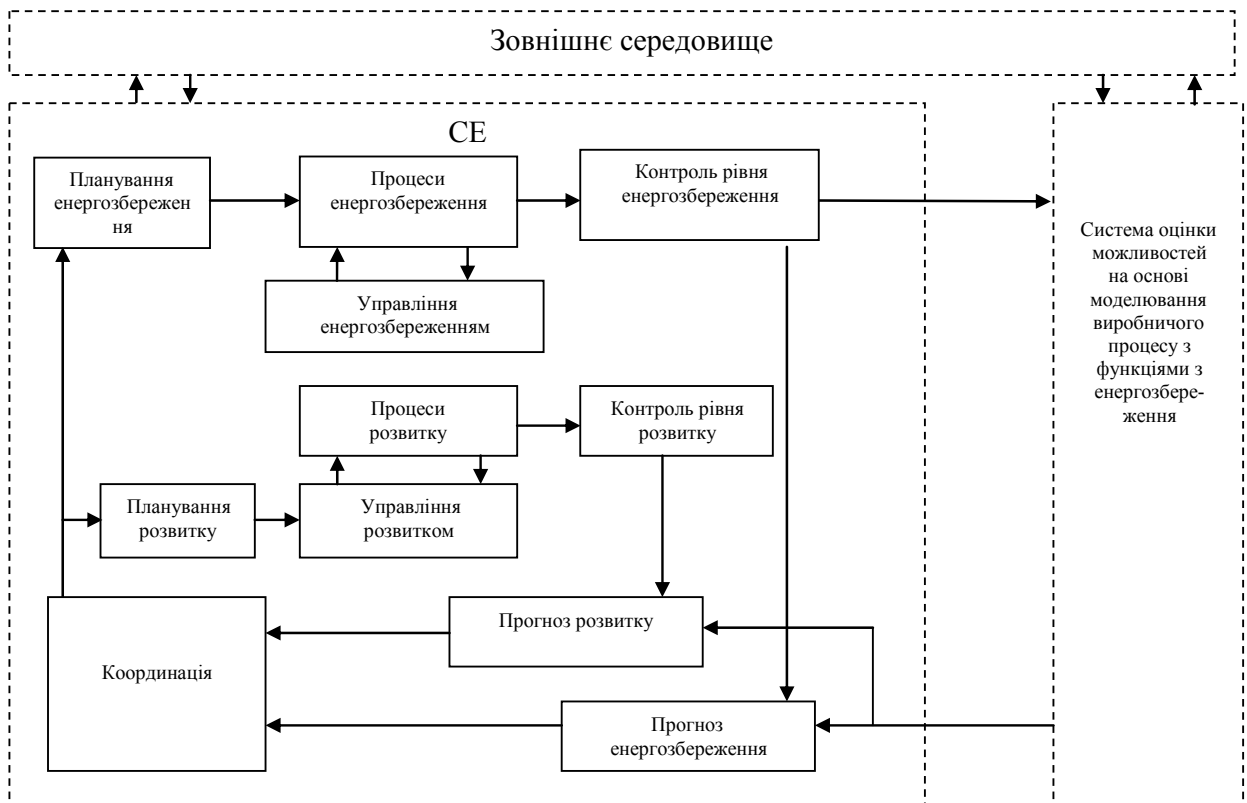 Зовнішнє середовище
СЕ
Планування
енергозбережен
ня
Процеси
енергозбереження
Контроль рівня
енергозбереження
Управління
енергозбереженням
Система оцінки
можливостей
на основі
моделювання
виробничого
процесу з
функціями з
енергозбере-
ження
Процеси
розвитку
Контроль рівня
розвитку
Планування
розвитку
Управління
розвитком
Прогноз розвитку
Координація
Прогноз
енергозбереження